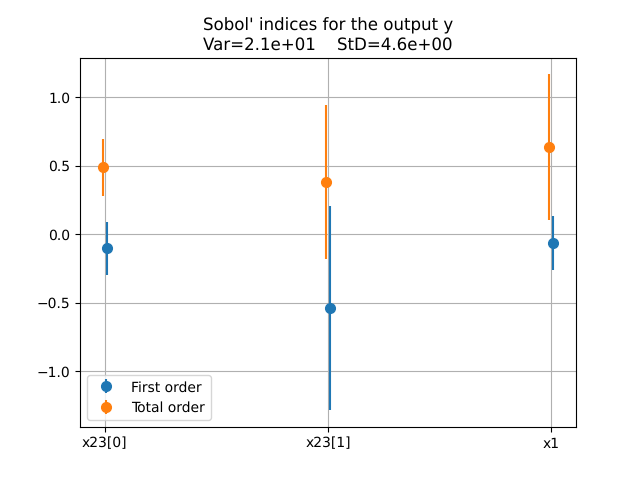 Sobol' indices for the output y
Var=2.1e+01    StD=4.6e+00
1.0
0.5
0.0
−0.5
−1.0
First order
Total order
x23[0]
x23[1]
x1